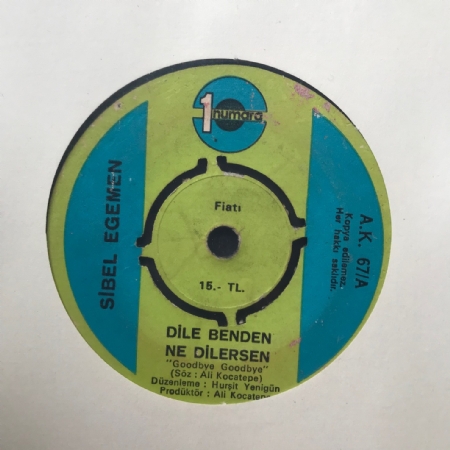 1 numara
SİBEL EGEMEN
A.K. 67/A
Kopya edilemez.
Her hakkı saklıdır.
Fiatı
15.- TL.
DİLE BENDEN
NE DİLERSEN
"Goodbye Goodbye"
(Söz : Ali Kocatepe)
Düzenleme : Hurşit Yenigün
Prodüktör : Ali Kocatepe